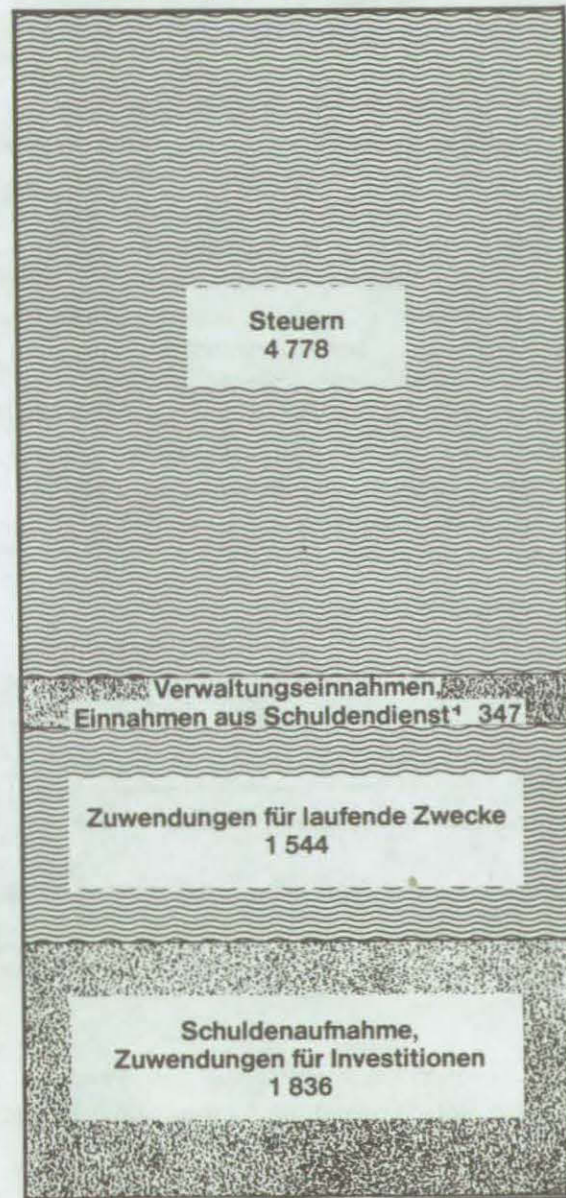 Steuern
4 778
Verwaltungseinnahmen,
Einnahmen aus Schuldendienst¹ 347
Zuwendungen für laufende Zwecke
1 544
Schuldenaufnahme,
Zuwendungen für Investitionen
1 836